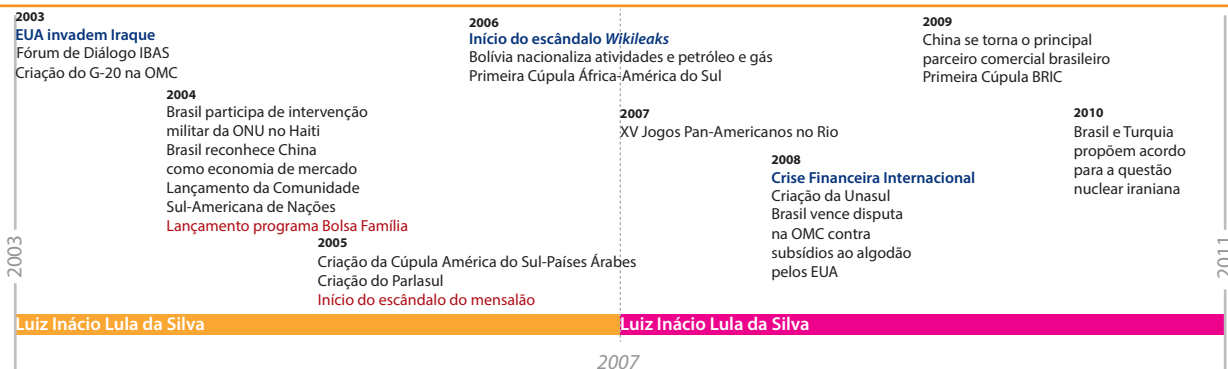 2003
EUA invadem Iraque
Fórum de Diálogo IBAS
Criação do G-20 na OMC
2004
Brasil participa de intervenção
militar da ONU no Haiti
Brasil reconhece China
como economia de mercado
Lançamento da Comunidade
Sul-Americana de Nações
Lançamento programa Bolsa Família
2005
Criação da Cúpula América do Sul-Países Árabes
Criação do Parlasul
Início do escândalo do mensalão
2006
Início do escândalo Wikileaks
Bolívia nacionaliza atividades e petróleo e gás
Primeira Cúpula África-América do Sul
2007
XV Jogos Pan-Americanos no Rio
2008
Crise Financeira Internacional
Criação da Unasul
Brasil vence disputa
na OMC contra
subsídios ao algodão
pelos EUA
2009
China se torna o principal
parceiro comercial brasileiro
Primeira Cúpula BRIC
2010
Brasil e Turquia
propõem acordo
para a questão
nuclear iraniana
2003
2011
Luiz Inácio Lula da Silva
Luiz Inácio Lula da Silva
2007